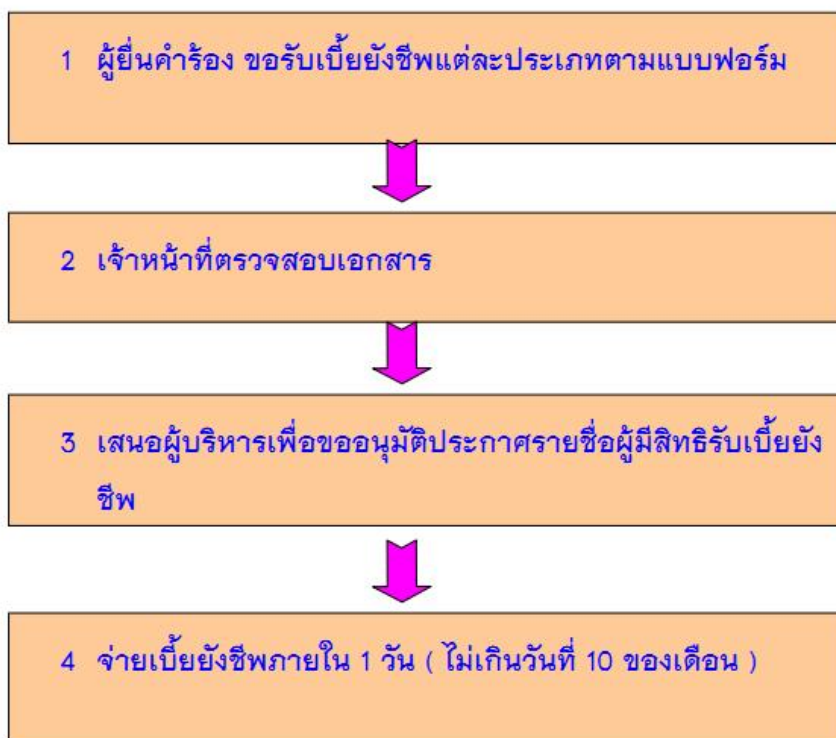 1 ผู้ยื่นคำร้อง ขอรับเบี้ยยังชีพแต่ละประเภทตามแบบฟอร์ม
2 เจ้าหน้าที่ตรวจสอบเอกสาร
3 เสนอผู้บริหารเพื่อขออนุมัติประกาศรายชื่อผู้มีสิทธิรับเบี้ยยัง
ชีพ
4 จ่ายเบี้ยยังชีพภายใน 1 วัน ( ไม่เกินวันที่ 10 ของเดือน )